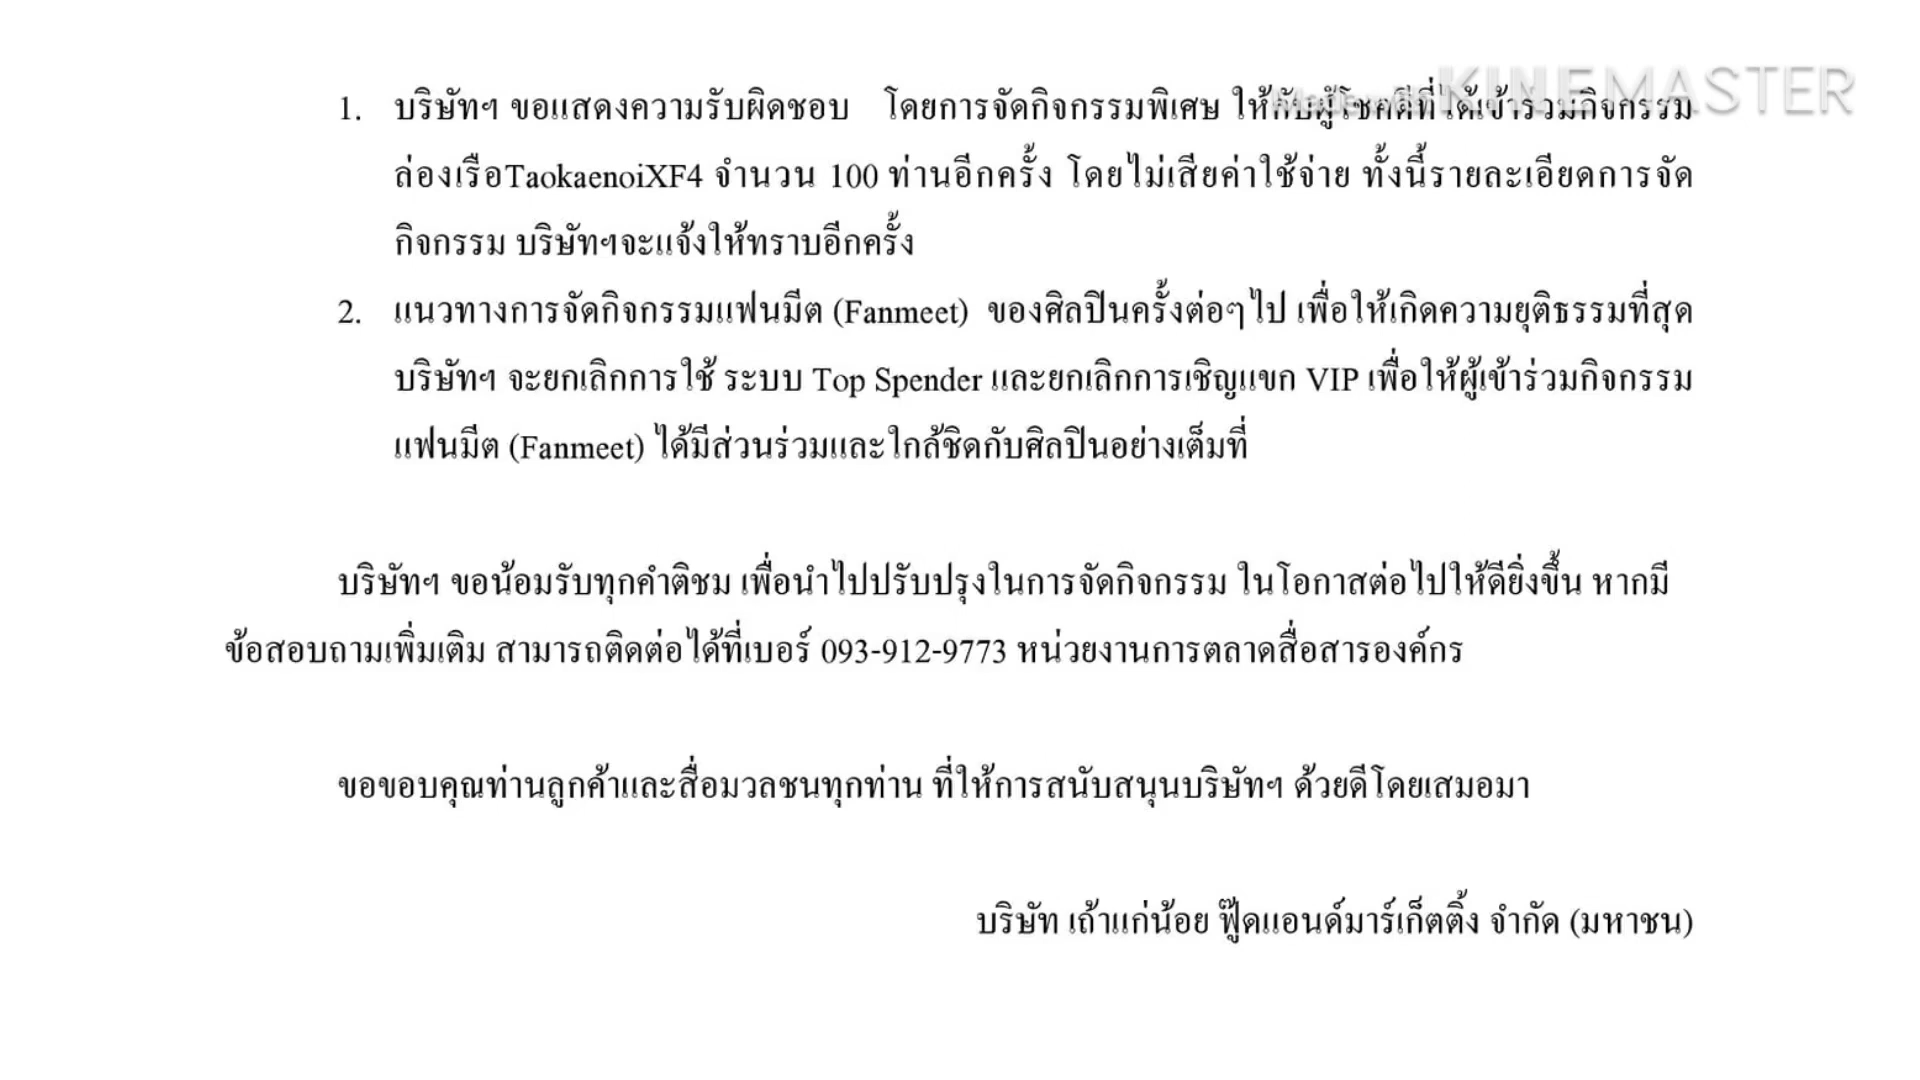 1. บริษัทฯ ขอแสดงความรับผิดชอบ โดยการจัดกิจกรรมพิเศษ ให้กับผู้โชคดีที่ได้เข้าร่วมกิจกรรม
ล่องเรือTaokaenoiXF4 จำนวน 100 ท่านอีกครั้ง โดยไม่เสียค่าใช้จ่าย ทั้งนี้รายละเอียดการจัด
กิจกรรม บริษัทฯจะแจ้งให้ทราบอีกครั้ง
2. แนวทางการจัดกิจกรรมแฟนมีต (Fanmeet) ของศิลปินครั้งต่อๆไป เพื่อให้เกิดความยุติธรรมที่สุด
บริษัทฯ จะยกเลิกการใช้ ระบบ Top Spender และยกเลิกการเชิญแขก VIP เพื่อให้ผู้เข้าร่วมกิจกรรม
แฟนมีต (Fanmeet) ได้มีส่วนร่วมและใกล้ชิดกับศิลปินอย่างเต็มที่
บริษัทฯ ขอน้อมรับทุกคำติชม เพื่อนำไปปรับปรุงในการจัดกิจกรรม ในโอกาสต่อไปให้ดียิ่งขึ้น หากมี
ข้อสอบถามเพิ่มเติม สามารถติดต่อได้ที่เบอร์ 093-912-9773 หน่วยงานการตลาดสื่อสารองค์กร
ขอขอบคุณท่านลูกค้าและสื่อมวลชนทุกท่าน ที่ให้การสนับสนุนบริษัทฯ ด้วยดีโดยเสมอมา
บริษัท เถ้าแก่น้อย ฟู๊ดแอนด์มาร์เก็ตติ้ง จำกัด (มหาชน)
Made with KINEMASTER